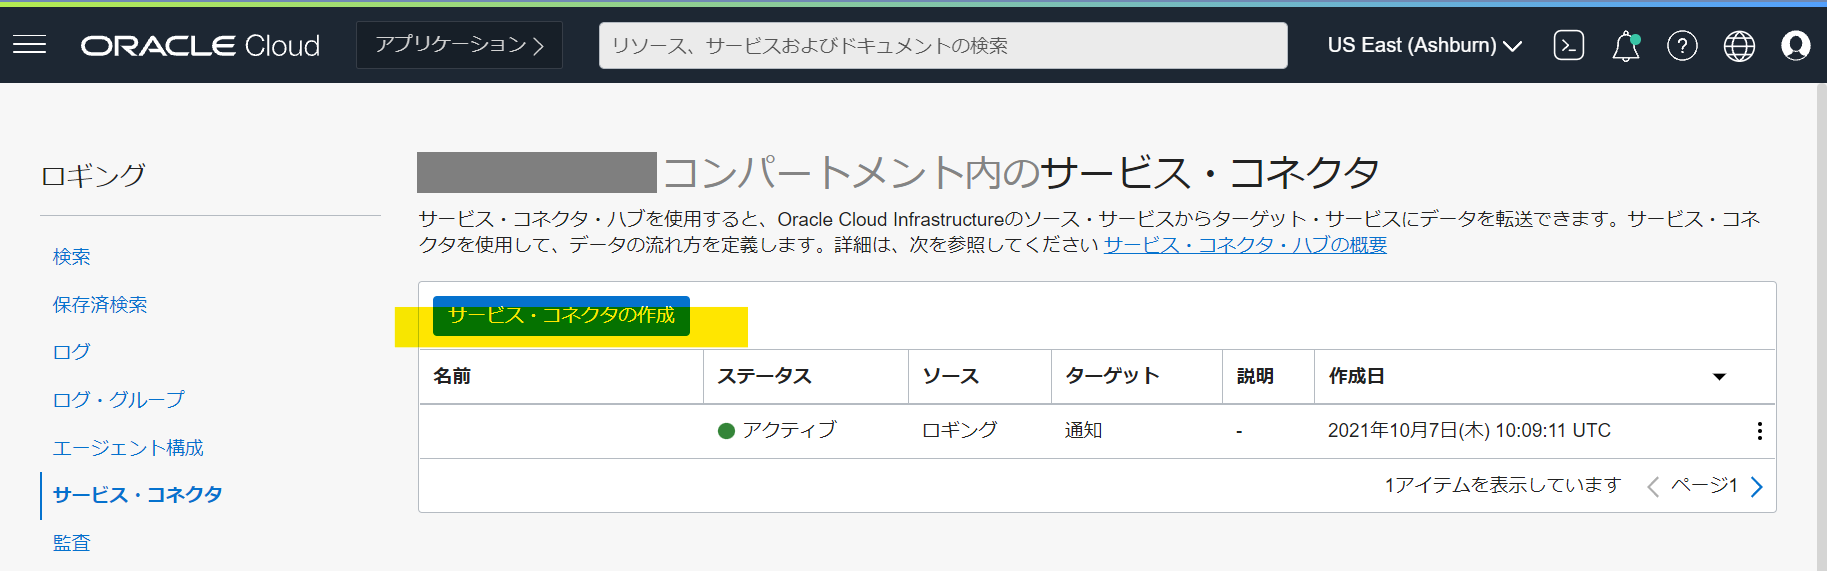 ORACLE Cloud
アプリケーション
リソース、サービスおよびドキュメントの検索
US East (Ashburn)
ロギング
検索
保存済検索
ログ
ログ・グループ
エージェント構成
サービス・コネクタ
監査
コンパートメント内のサービス・コネクタ
サービス・コネクタ・ハブを使用すると、Oracle Cloud Infrastructureのソース・サービスからターゲット・サービスにデータを転送できます。サービス・コネ
クタを使用して、データの流れ方を定義します。詳細は、次を参照してください サービス・コネクタ・ハブの概要
サービス・コネクタの作成
名前 ステータス ソース ターゲット 説明 作成日
アクティブ ロギング 通知 - 2021年10月7日(木) 10:09:11 UTC
1アイテムを表示しています ページ1